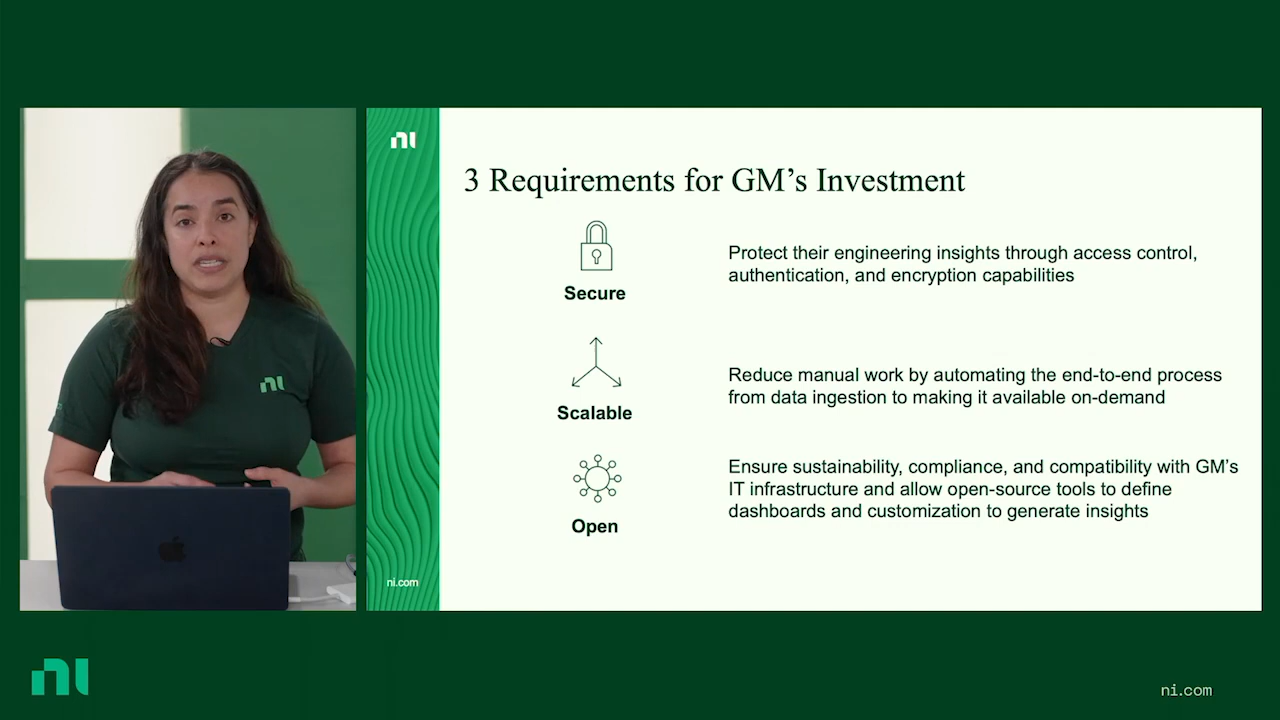 ni
3 Requirements for GM's Investment
Secure
Protect their engineering insights through access control,
authentication, and encryption capabilities
Scalable
Reduce manual work by automating the end-to-end process
from data ingestion to making it available on-demand
Open
Ensure sustainability, compliance, and compatibility with GM's
IT infrastructure and allow open-source tools to define
dashboards and customization to generate insights
ni.com
ni
ni
ni.com